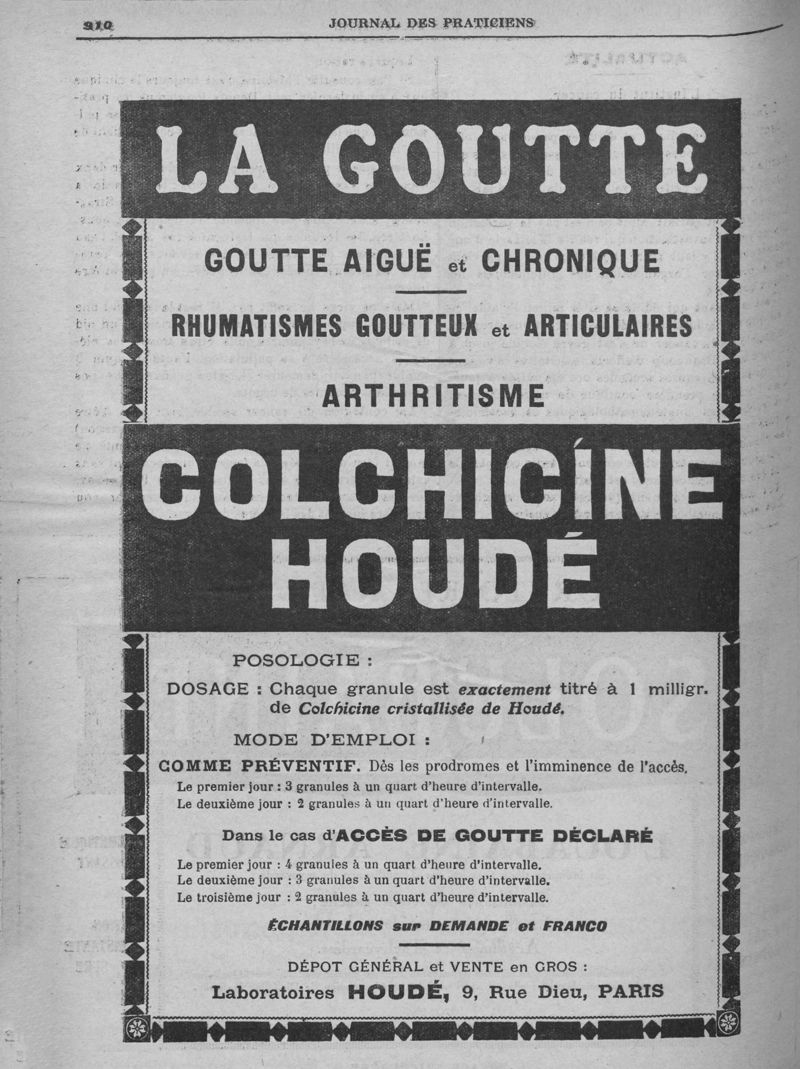 210
JOURNAL DES PRATICIENS
LA GOUTTE
GOUTTE AIGUË et CHRONIQUE
RHUMATISMES GOUTTEUX et ARTICULAIRES
ARTHRITISME
COLCHICINE
HOUDÉ
POSOLOGIE :
DOSAGE : Chaque granule est exactement titré à 1 milligr.
de Colchicine cristallisée de Houdé.
MODE D'EMPLOI :
COMME PRÉVENTIF. Dès les prodromes et l'imminence de l'accès.
Le premier jour : 3 granules à un quart d'heure d'intervalle.
Le deuxième jour : 2 granules à un quart d'heure d'intervalle.
Dans le cas d'ACCÈS DE GOUTTE DÉCLARÉ
Le premier jour : 4 granules à un quart d'heure d'intervalle.
Le deuxième jour : 3 granules à un quart d'heure d'intervalle.
Le troisième jour : 2 granules à un quart d'heure d'intervalle.
ÉCHANTILLONS sur DEMANDE et FRANCO
DÉPOT GÉNÉRAL et VENTE en GROS :
Laboratoires HOUDÉ, 9, Rue Dieu, PARIS